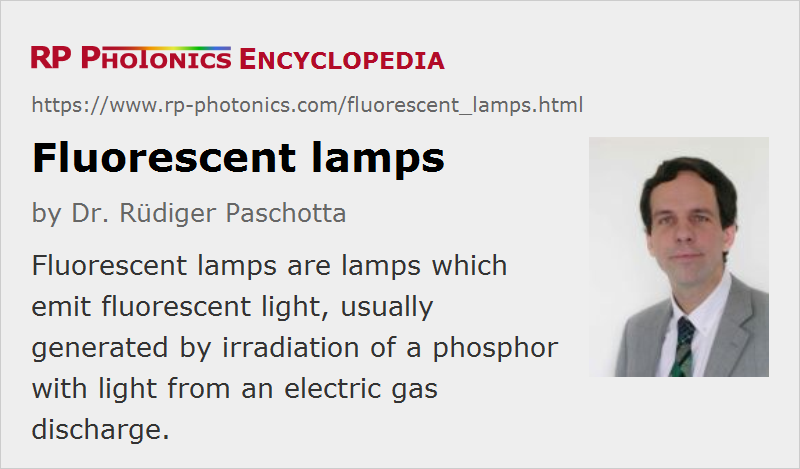 RP PHOTONICS ENCYCLOPEDIA
https://www.rp-photonics.com/fluorescent_lamps.html
Fluorescent lamps
by Dr. Rüdiger Paschotta
Fluorescent lamps are lamps which
emit fluorescent light, usually
generated by irradiation of a phosphor
with light from an electric gas
discharge.